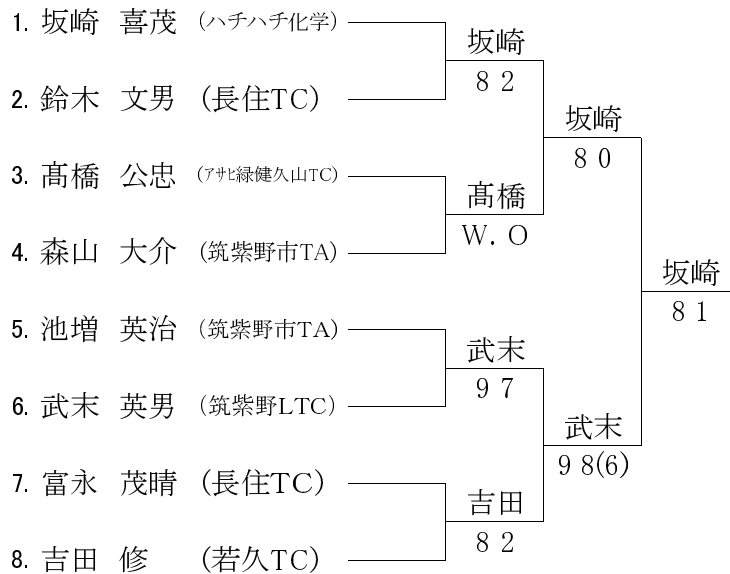 1. 坂崎 喜茂 (ハチハチ化学)
坂崎
8 2
2. 鈴木 文男 (長住TC)
坂崎
8 0
3. 髙橋 公忠 (アサヒ緑健久山TC)
髙橋
W. O
4. 森山 大介 (筑紫野市TA)
坂崎
8 1
5. 池増 英治 (筑紫野市TA)
武末
9 7
6. 武末 英男 (筑紫野LTC)
武末
9 8(6)
7. 富永 茂晴 (長住TC)
吉田
8 2
8. 吉田 修 (若久TC)